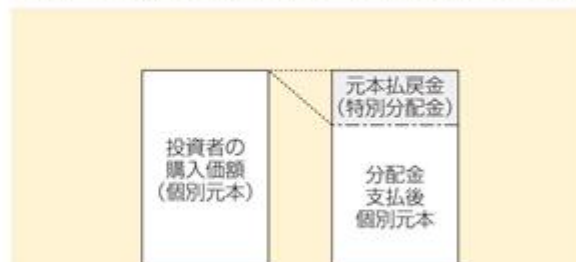 投資者の
購入価額
（個別元本）
元本払戻金
（特別分配金）
分配金
支払後
個別元本